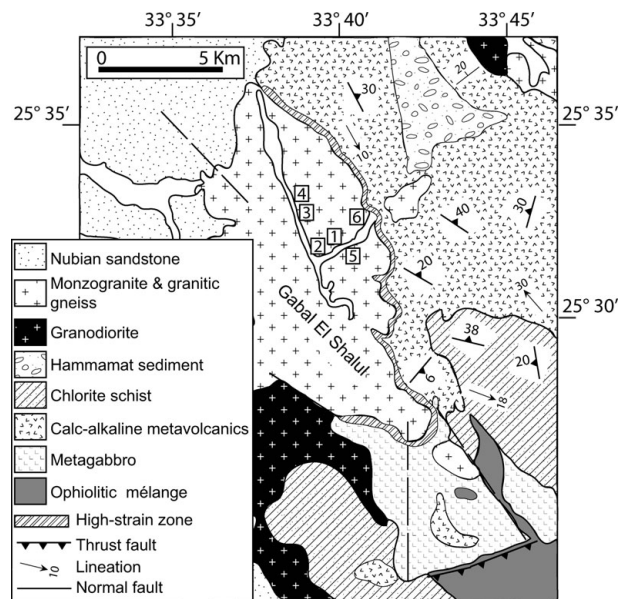 33°35'
33°40'
33°45'
0
5 Km
25° 35'
25° 35'
20
30
10
4
3
6
40
30
1
2
5
20
30
25° 30'
38
20
Gabal El Shalul
9
18
Nubian sandstone
Monzogranite & granitic
gneiss
Granodiorite
Hammamat sediment
Chlorite schist
Calc-alkaline metavolcanics
Metagabbro
Ophiolitic mélange
High-strain zone
Thrust fault
10
Lineation
Normal fault